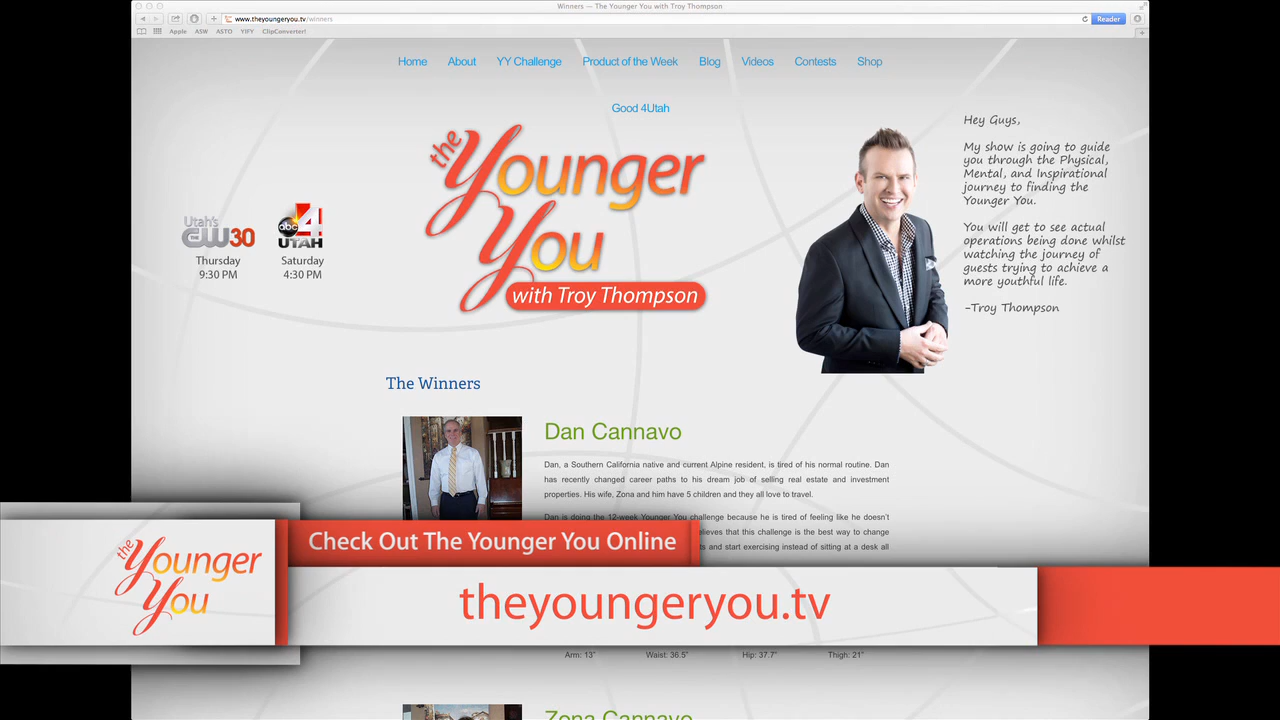 Winners — The Younger You with Troy Thompson
www.theyoungeryou.tv/winners
Reader
Apple ASW ASTO YIFY ClipConverter!
Home About YY Challenge Product of the Week Blog Videos Contests Shop
Good 4Utah
the Younger You
with Troy Thompson
Utah's CW30
Thursday
9:30 PM
abc 4 UTAH
Saturday
4:30 PM
Hey Guys,
My show is going to guide
you through the Physical,
Mental, and Inspirational
journey to finding the
Younger You.
You will get to see actual
operations being done whilst
watching the journey of
guests trying to achieve a
more youthful life.
-Troy Thompson
The Winners
Dan Cannavo
Dan, a Southern California native and current Alpine resident, is tired of his normal routine. Dan
has recently changed career paths to his dream job of selling real estate and investment
properties. His wife, Zona and him have 5 children and they all love to travel.
Dan is doing the 12-week Younger You challenge because he is tired of feeling like he doesn't
elieves that this challenge is the best way to change
ts and start exercising instead of sitting at a desk all
Check Out The Younger You Online
the Younger You
theyoungeryou.tv
Arm: 13" Waist: 36.5" Hip: 37.7" Thigh: 21"
Zona Cannavo